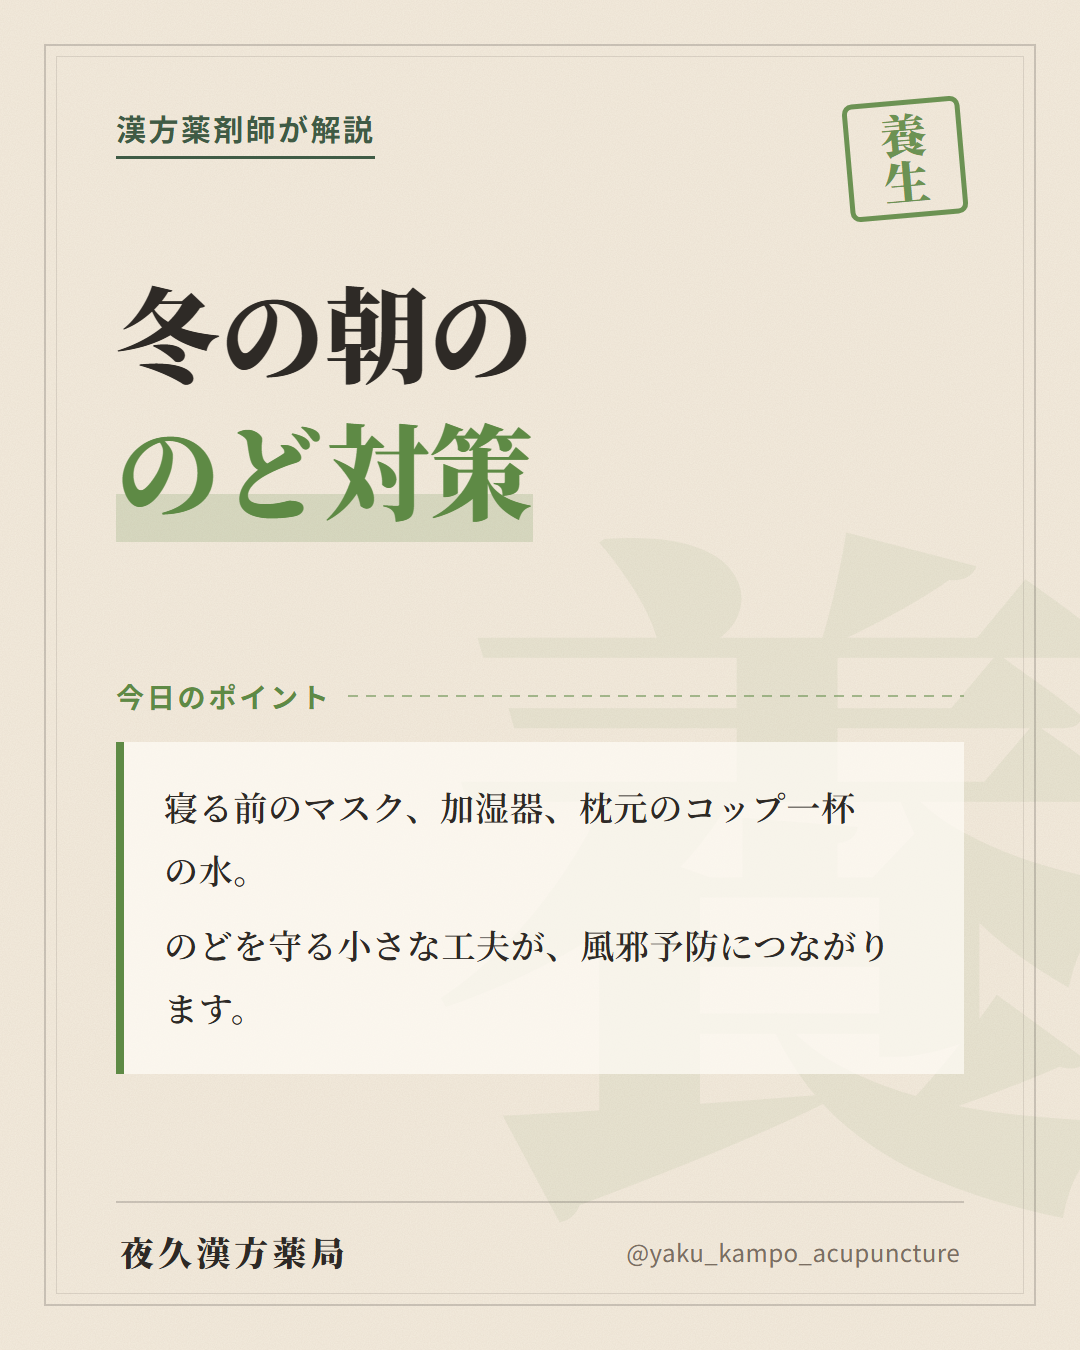 漢方薬剤師が解説
養生
冬の朝の
のど対策
今日のポイント
寝る前のマスク、加湿器、枕元のコップ一杯
の水。
のどを守る小さな工夫が、風邪予防につながり
ます。
養
夜久漢方薬局
@yaku_kampo_acupuncture